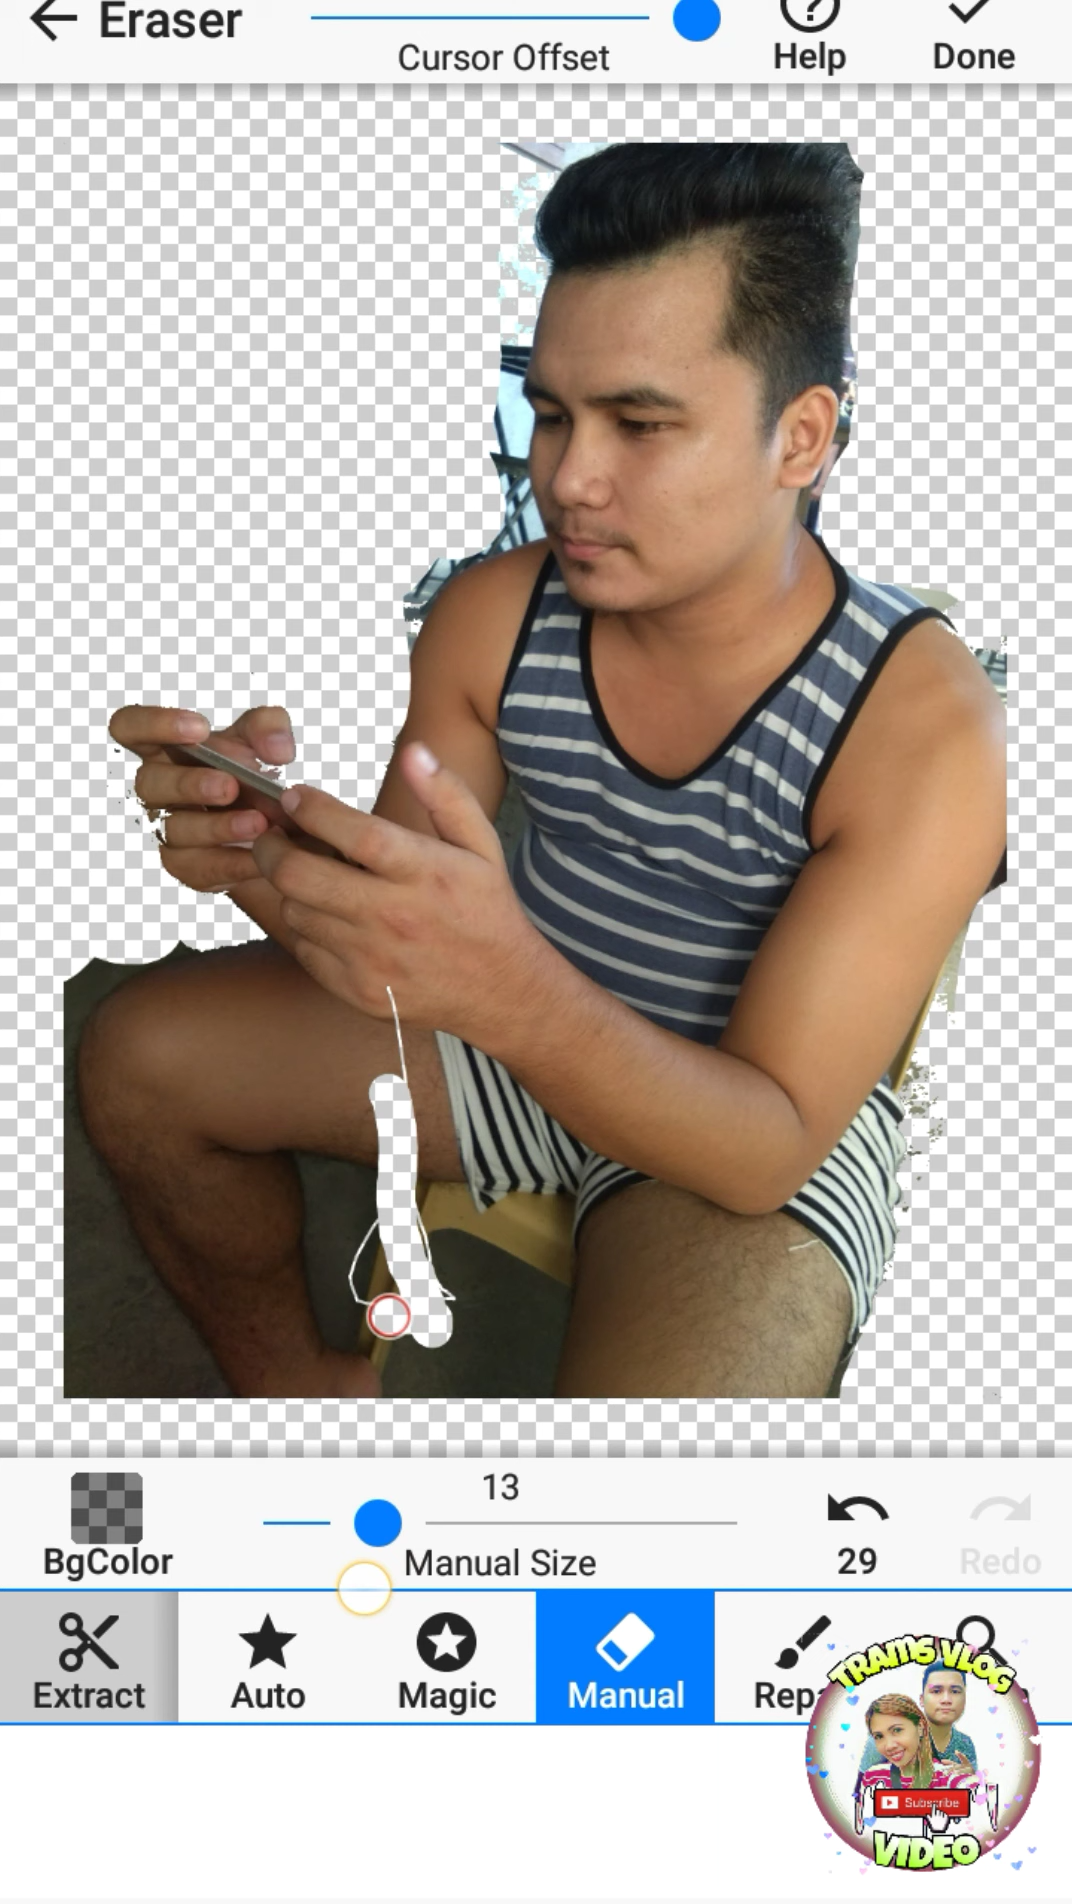 Eraser
Cursor Offset
Help
Done
13
BgColor
Manual Size
29
Redo
Extract
Auto
Magic
Manual
Rep
TRAMS VLOG
Subscribe
VIDEO